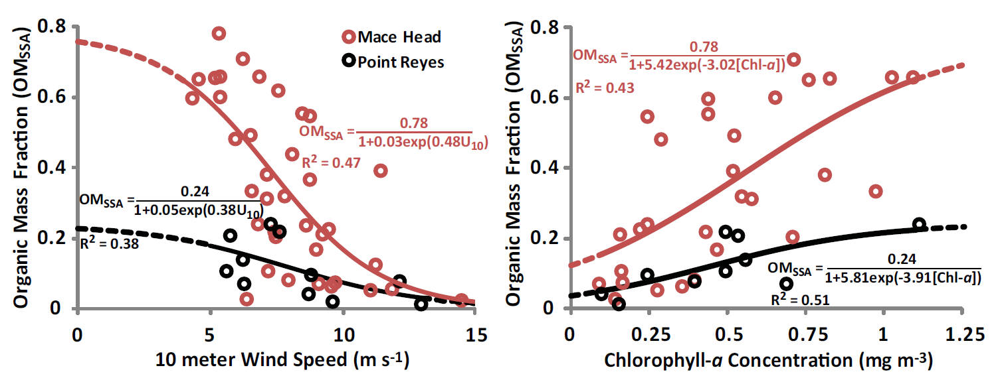 Organic Mass Fraction (OMSSA)
0.8
0.6
0.4
0.2
0
Mace Head
Point Reyes
OMSSA = 0.78
1+0.03exp(0.48U10)
R2 = 0.47
OMSSA = 0.24
1+0.05exp(0.38U10)
R2 = 0.38
0 5 10 15
10 meter Wind Speed (m s-1)
Organic Mass Fraction (OMSSA)
0.8
0.6
0.4
0.2
0
OMSSA = 0.78
1+5.42exp(-3.02[Chl-a])
R2 = 0.43
OMSSA = 0.24
1+5.81exp(-3.91[Chl-a])
R2 = 0.51
0 0.25 0.5 0.75 1 1.25
Chlorophyll-a Concentration (mg m-3)